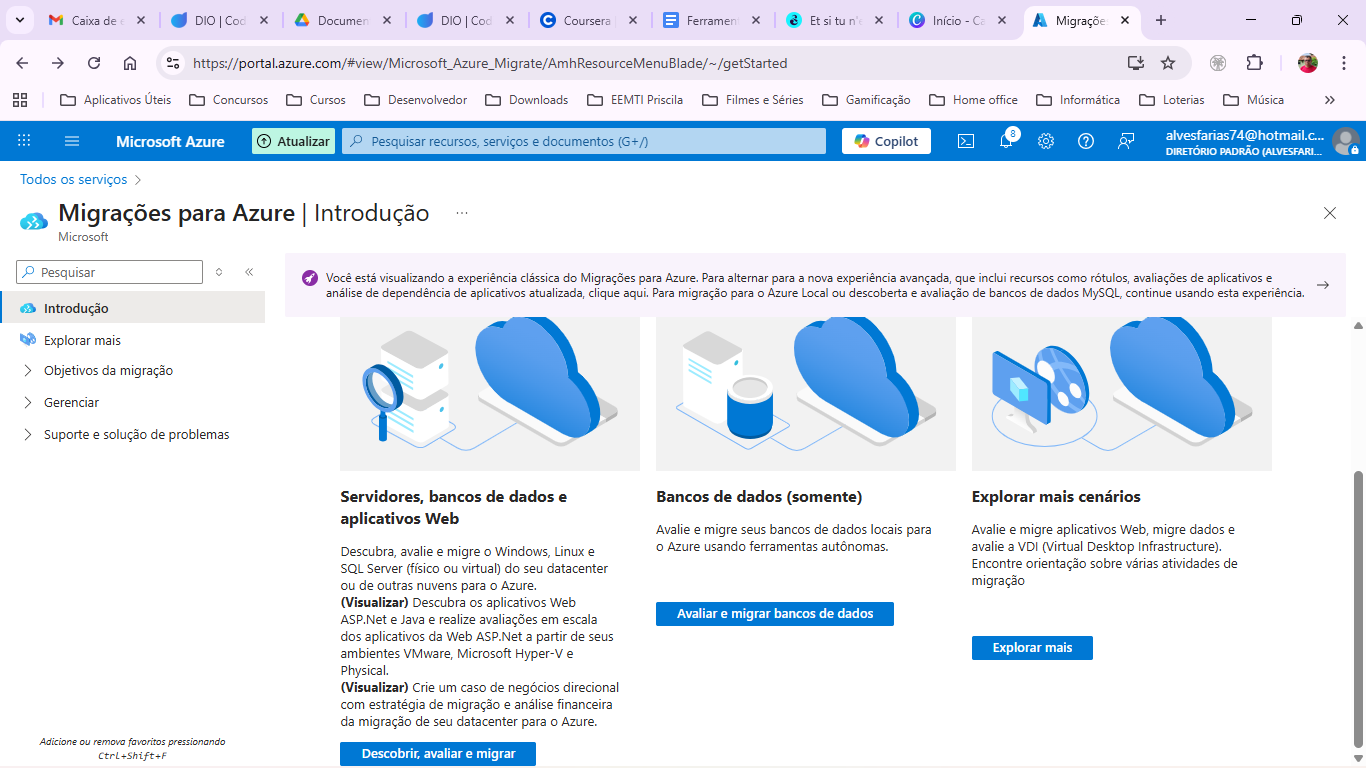 Caixa de e
DIO | Cod
Documen
DIO | Cod
Coursera
Ferrament
Et si tu n'e
Início - Ca
Migrações
https://portal.azure.com/#view/Microsoft_Azure_Migrate/AmhResourceMenuBlade/~/getStarted
Aplicativos Úteis
Concursos
Cursos
Desenvolvedor
Downloads
EEMTI Priscila
Filmes e Séries
Gamificação
Home office
Informática
Loterias
Música
Microsoft Azure
Atualizar
Pesquisar recursos, serviços e documentos (G+/)
Copilot
8
alvesfarias74@hotmail.c...
DIRETÓRIO PADRÃO (ALVESFARI...
Todos os serviços
Migrações para Azure | Introdução
...
Microsoft
Pesquisar
Introdução
Explorar mais
Objetivos da migração
Gerenciar
Suporte e solução de problemas
Adicione ou remova favoritos pressionando
Ctrl+Shift+F
Você está visualizando a experiência clássica do Migrações para Azure. Para alternar para a nova experiência avançada, que inclui recursos como rótulos, avaliações de aplicativos e
análise de dependência de aplicativos atualizada, clique aqui. Para migração para o Azure Local ou descoberta e avaliação de bancos de dados MySQL, continue usando esta experiência.
Servidores, bancos de dados e
aplicativos Web
Descubra, avalie e migre o Windows, Linux e
SQL Server (físico ou virtual) do seu datacenter
ou de outras nuvens para o Azure.
(Visualizar) Descubra os aplicativos Web
ASP.Net e Java e realize avaliações em escala
dos aplicativos da Web ASP.Net a partir de seus
ambientes VMware, Microsoft Hyper-V e
Physical.
(Visualizar) Crie um caso de negócios direcional
com estratégia de migração e análise financeira
da migração de seu datacenter para o Azure.
Descobrir, avaliar e migrar
Bancos de dados (somente)
Avalie e migre seus bancos de dados locais para
o Azure usando ferramentas autônomas.
Avaliar e migrar bancos de dados
Explorar mais cenários
Avalie e migre aplicativos Web, migre dados e
avalie a VDI (Virtual Desktop Infrastructure).
Encontre orientação sobre várias atividades de
migração
Explorar mais